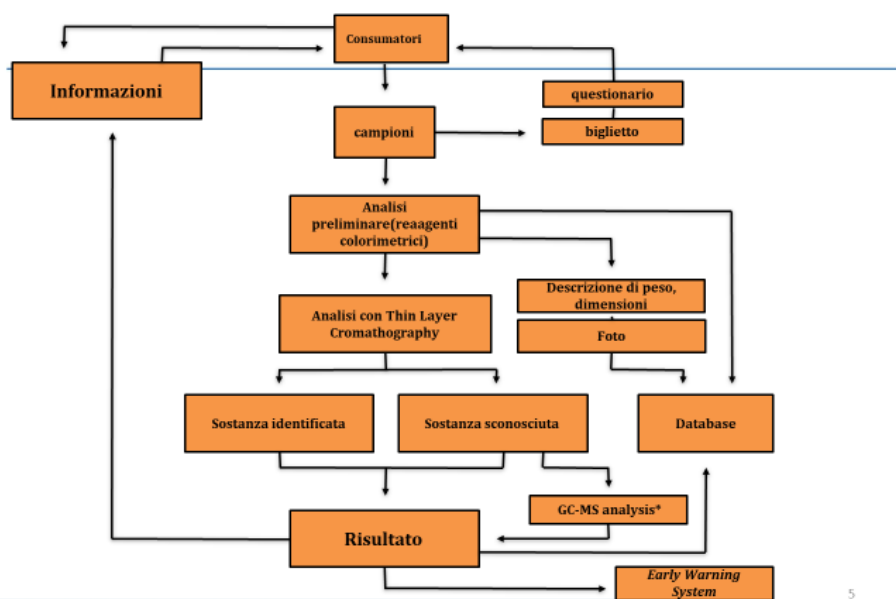 Consumatori
Informazioni
questionario
campioni
biglietto
Analisi
preliminare(reaagenti
colorimetrici)
Descrizione di peso,
dimensioni
Analisi con Thin Layer
Cromathography
Foto
Sostanza identificata
Sostanza sconosciuta
Database
GC-MS analysis*
Risultato
Early Warning
System
5